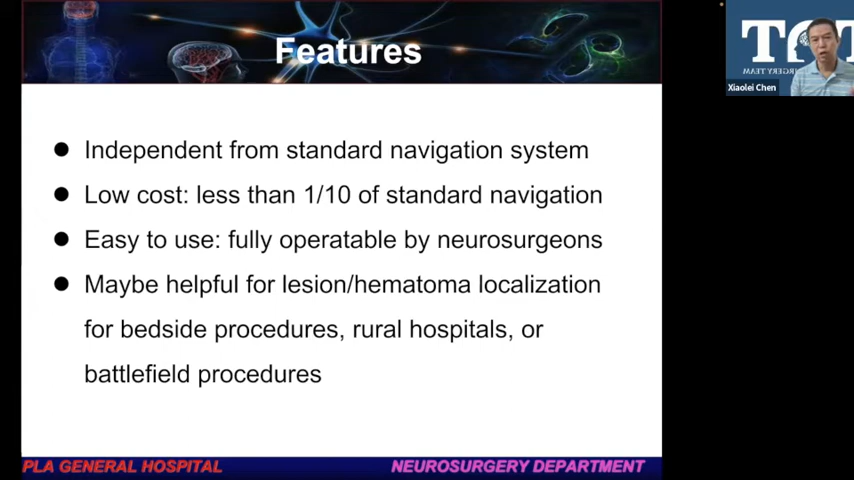 Features
Independent from standard navigation system
Low cost: less than 1/10 of standard navigation
Easy to use: fully operatable by neurosurgeons
Maybe helpful for lesion/hematoma localization
for bedside procedures, rural hospitals, or
battlefield procedures
PLA GENERAL HOSPITAL
NEUROSURGERY DEPARTMENT
Xiaolei Chen